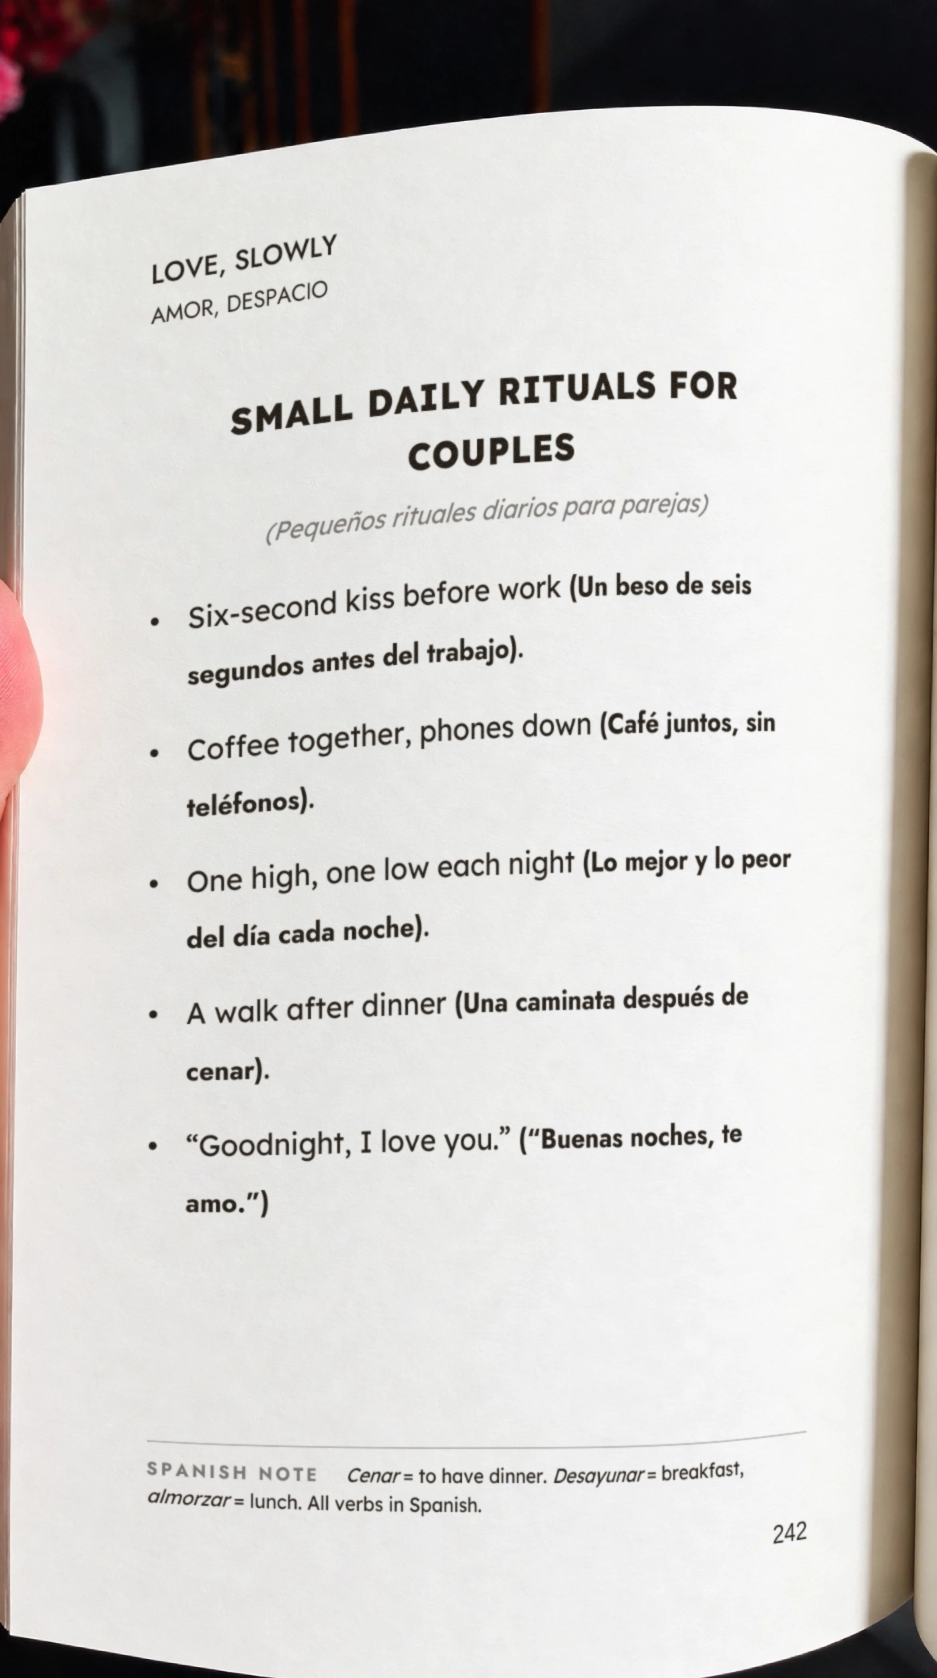 LOVE, SLOWLY
AMOR, DESPACIO
SMALL DAILY RITUALS FOR
COUPLES
(Pequeños rituales diarios para parejas)
• Six-second kiss before work (Un beso de seis
segundos antes del trabajo).
• Coffee together, phones down (Café juntos, sin
teléfonos).
• One high, one low each night (Lo mejor y lo peor
del día cada noche).
• A walk after dinner (Una caminata después de
cenar).
• “Goodnight, I love you.” (“Buenas noches, te
amo.”)
SPANISH NOTE Cenar = to have dinner. Desayunar = breakfast,
almorzar = lunch. All verbs in Spanish.
242